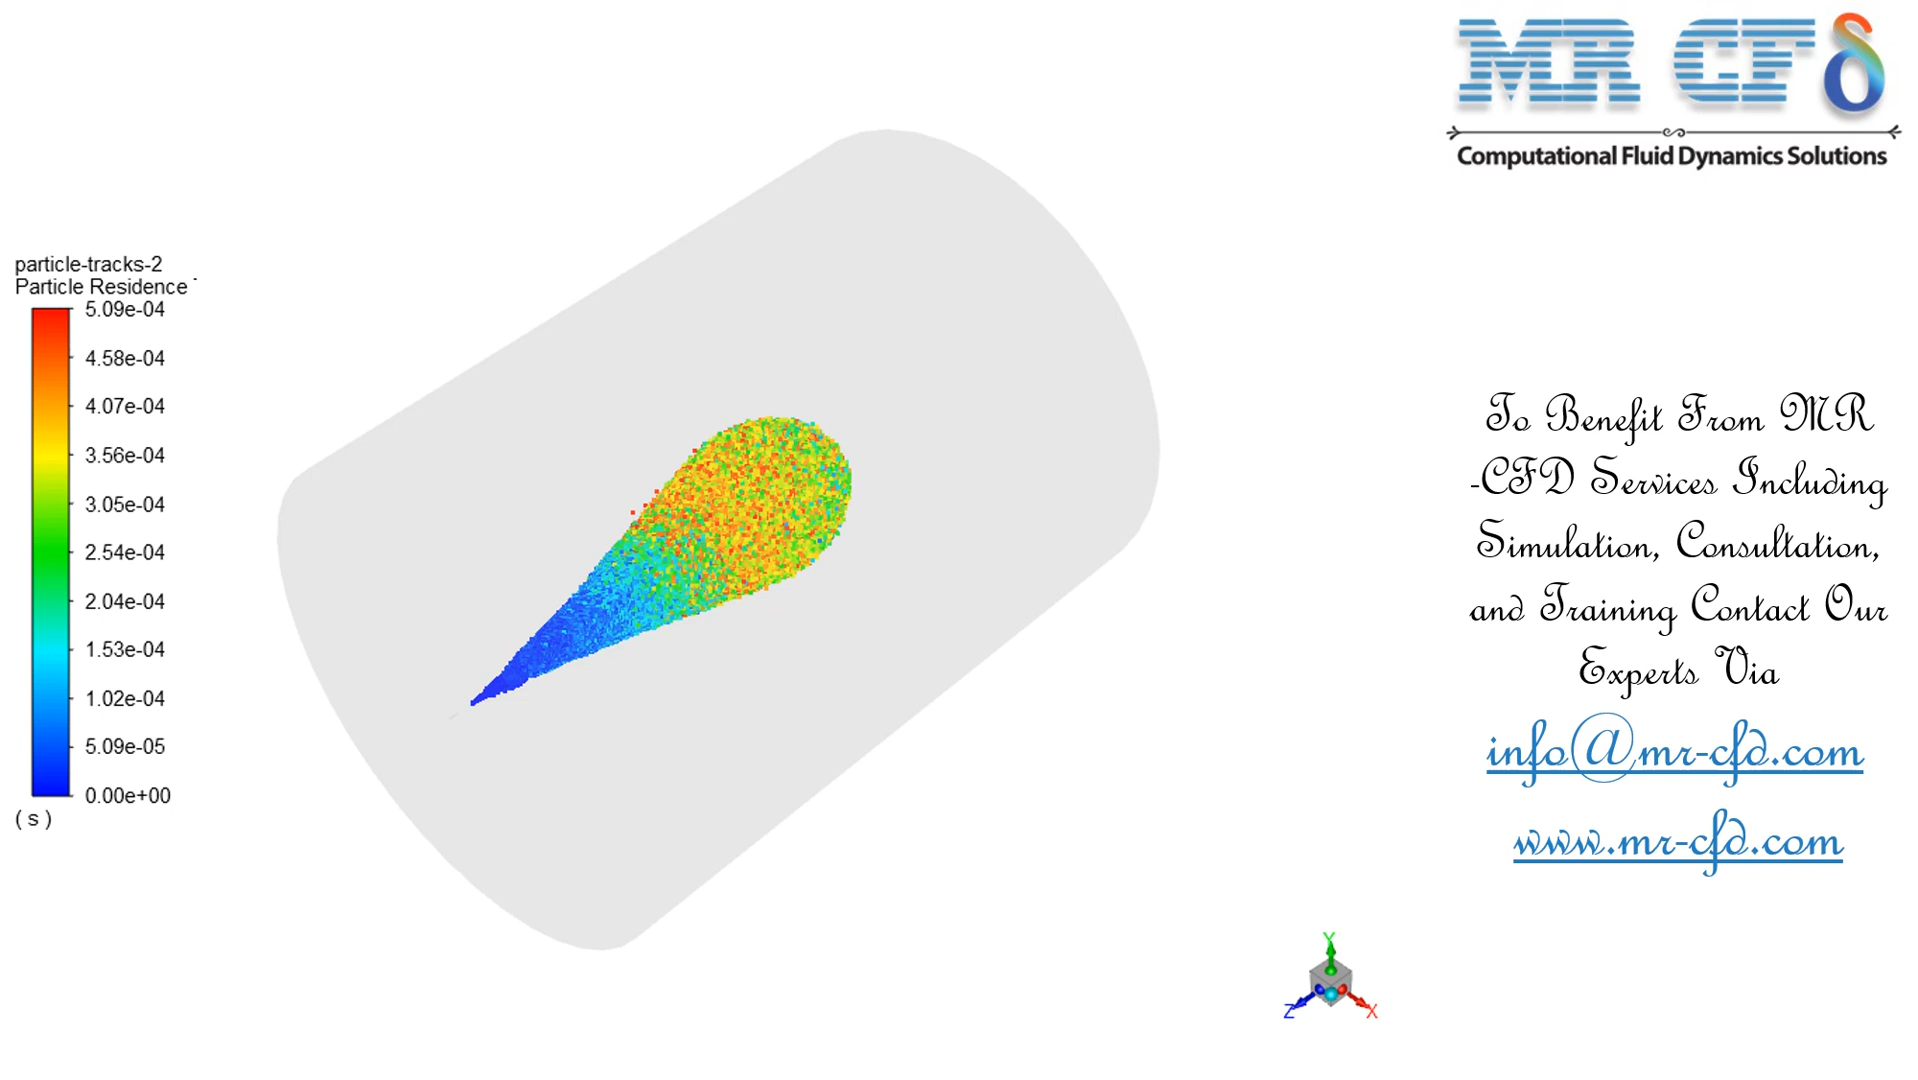 MR CFδ
Computational Fluid Dynamics Solutions
particle-tracks-2
Particle Residence
5.09e-04
4.58e-04
4.07e-04
3.56e-04
3.05e-04
2.54e-04
2.04e-04
1.53e-04
1.02e-04
5.09e-05
0.00e+00
( s )
To Benefit From MR
-CFD Services Including
Simulation, Consultation,
and Training Contact Our
Experts Via
info@mr-cfd.com
www.mr-cfd.com
Y
Z
X